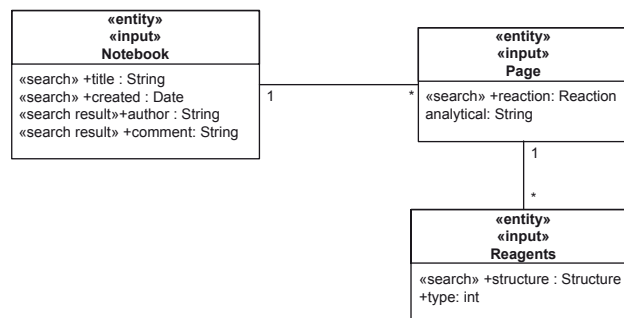 «entity»
«input»
Notebook
«search» +title : String
«search» +created : Date
«search result»+author : String
«search result» +comment: String
1
*
«entity»
«input»
Page
«search» +reaction: Reaction
analytical: String
1
*
«entity»
«input»
Reagents
«search» +structure : Structure
+type: int